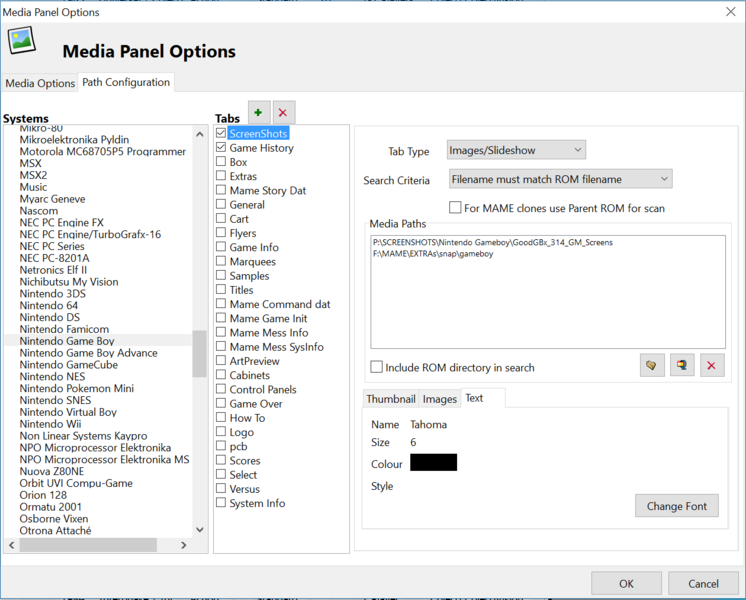 Media Panel Options
Media Panel Options
Media Options
Path Configuration
Systems
Mikro-80
Mikroelektronika Pyldin
Motorola MC68705P5 Programmer
MSX
MSX2
Music
Myarc Geneve
Nascom
NEC PC Engine FX
NEC PC Engine/TurboGrafx-16
NEC PC Series
NEC PC-8201A
Netronics Elf II
Nichibutsu My Vision
Nintendo 3DS
Nintendo 64
Nintendo DS
Nintendo Famicom
Nintendo Game Boy
Nintendo Game Boy Advance
Nintendo GameCube
Nintendo NES
Nintendo Pokemon Mini
Nintendo SNES
Nintendo Virtual Boy
Nintendo Wii
Non Linear Systems Kaypro
NPO Microprocessor Elektronika
NPO Microprocessor Elektronika MS
Nuova Z80NE
Orbit UVI Compu-Game
Orion 128
Ormatu 2001
Osborne Vixen
Otrona Attaché
Tabs
ScreenShots
Game History
Box
Extras
Mame Story Dat
General
Cart
Flyers
Game Info
Marquees
Samples
Titles
Mame Command dat
Mame Game Init
Mame Mess Info
Mame Mess SysInfo
ArtPreview
Cabinets
Control Panels
Game Over
How To
Logo
pcb
Scores
Select
Versus
System Info
Tab Type
Images/Slideshow
Search Criteria
Filename must match ROM filename
For MAME clones use Parent ROM for scan
Media Paths
P:\SCREENSHOTS\Nintendo Gameboy\GoodGBx_314_GM_Screens
F:\MAME\EXTRAs\snap\gameboy
Include ROM directory in search
Thumbnail
Images
Text
Name Tahoma
Size 6
Colour
Style
Change Font
OK
Cancel